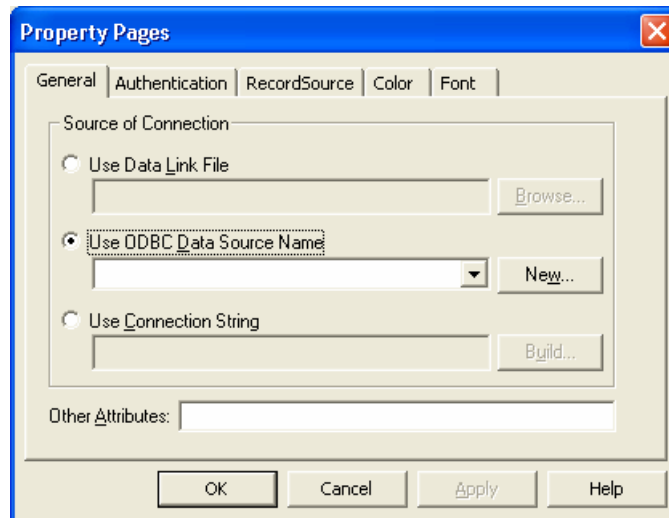 Property Pages
General Authentication RecordSource Color Font
Source of Connection
Use Data Link File
Browse...
Use ODBC Data Source Name
New...
Use Connection String
Build...
Other Attributes:
OK Cancel Apply Help